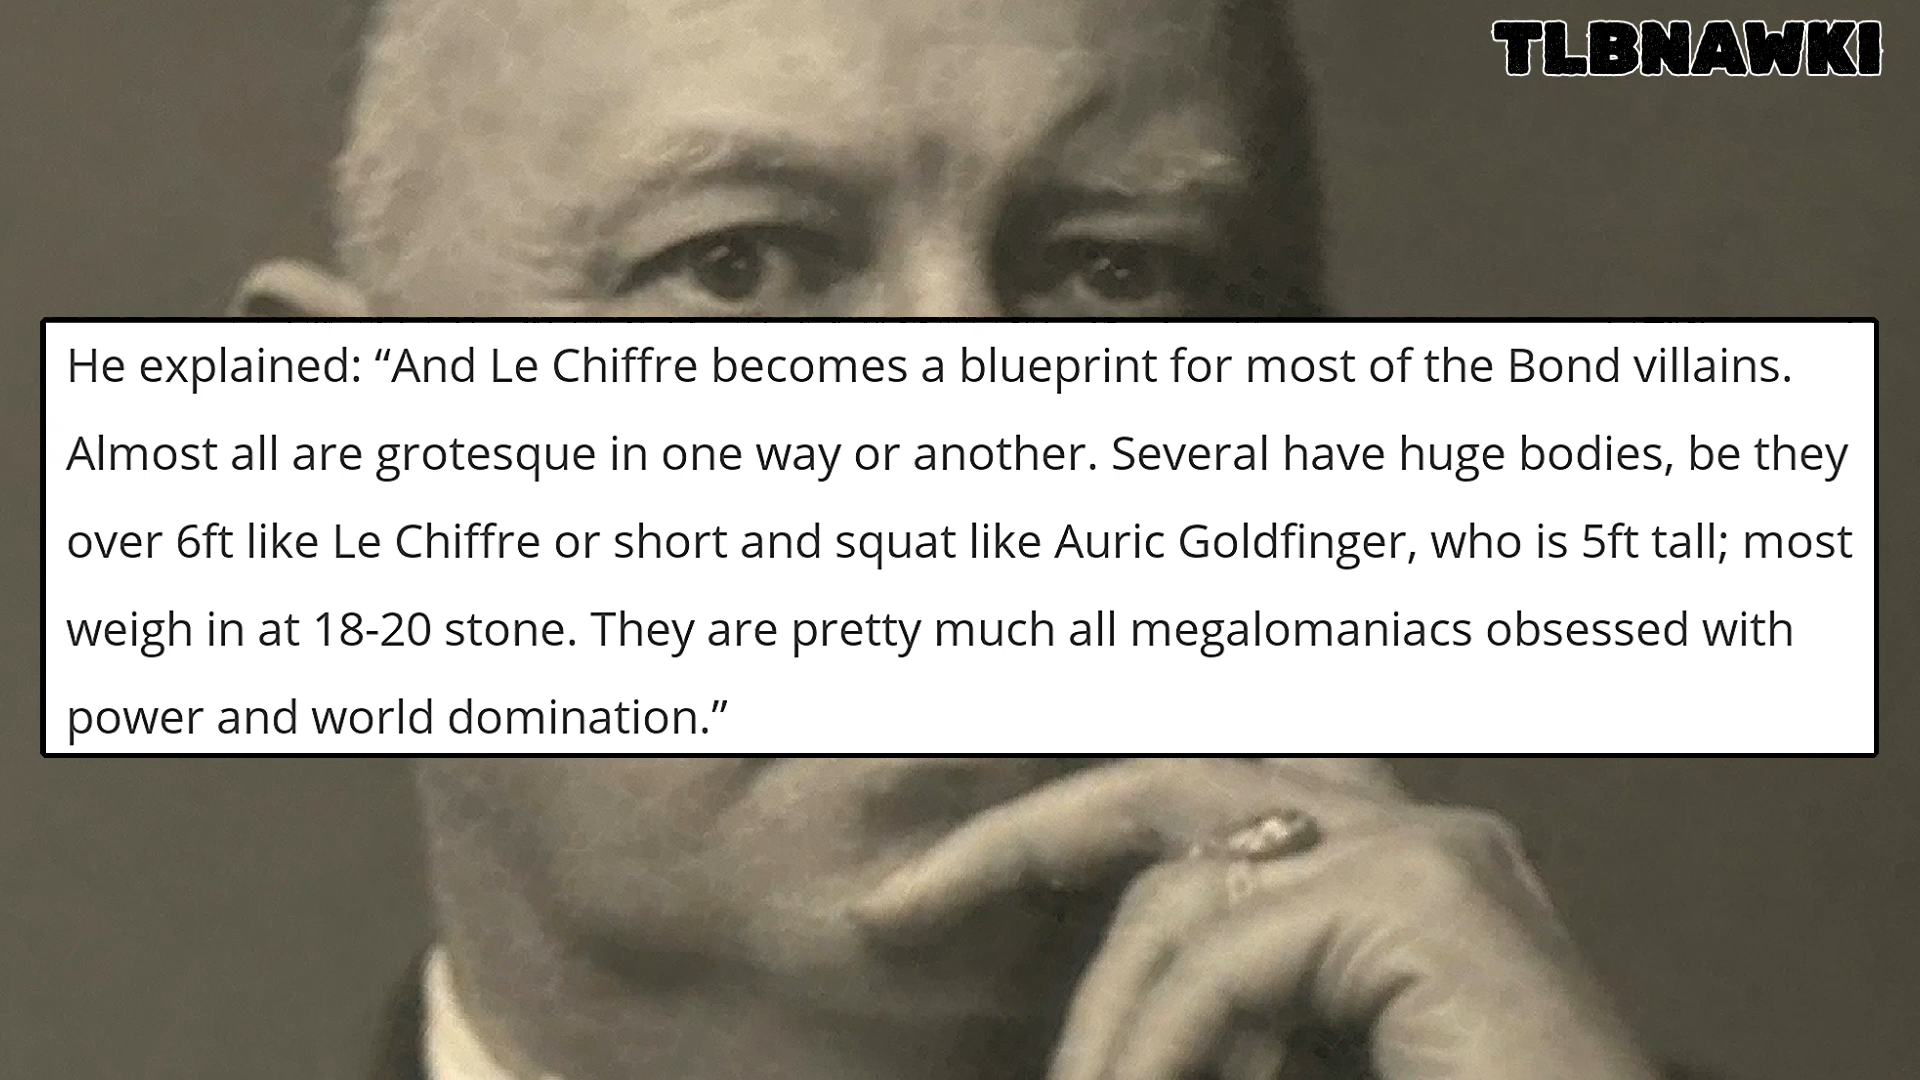 TLBNAWKI
He explained: “And Le Chiffre becomes a blueprint for most of the Bond villains.
Almost all are grotesque in one way or another. Several have huge bodies, be they
over 6ft like Le Chiffre or short and squat like Auric Goldfinger, who is 5ft tall; most
weigh in at 18-20 stone. They are pretty much all megalomaniacs obsessed with
power and world domination.”